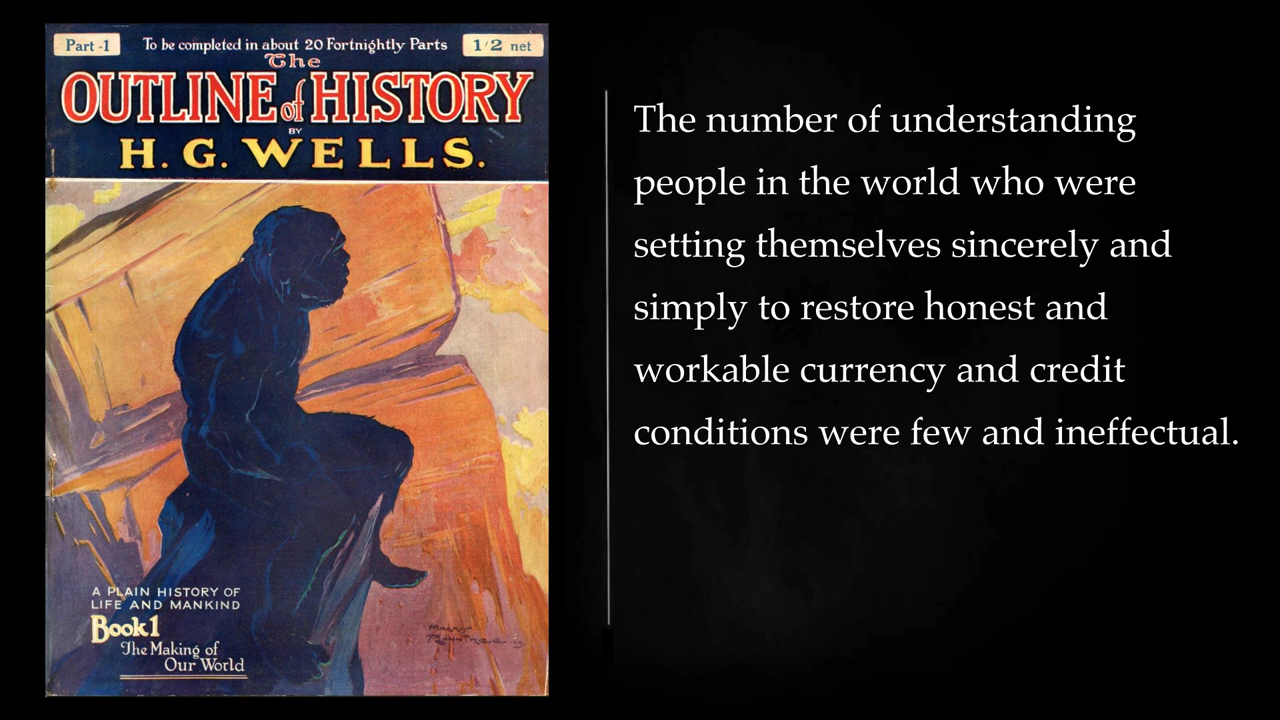 Part -1
To be completed in about 20 Fortnightly Parts
1/2 net
The
OUTLINE of HISTORY
BY
H. G. WELLS.
A PLAIN HISTORY OF
LIFE AND MANKIND
Book 1
The Making of
Our World
The number of understanding
people in the world who were
setting themselves sincerely and
simply to restore honest and
workable currency and credit
conditions were few and ineffectual.